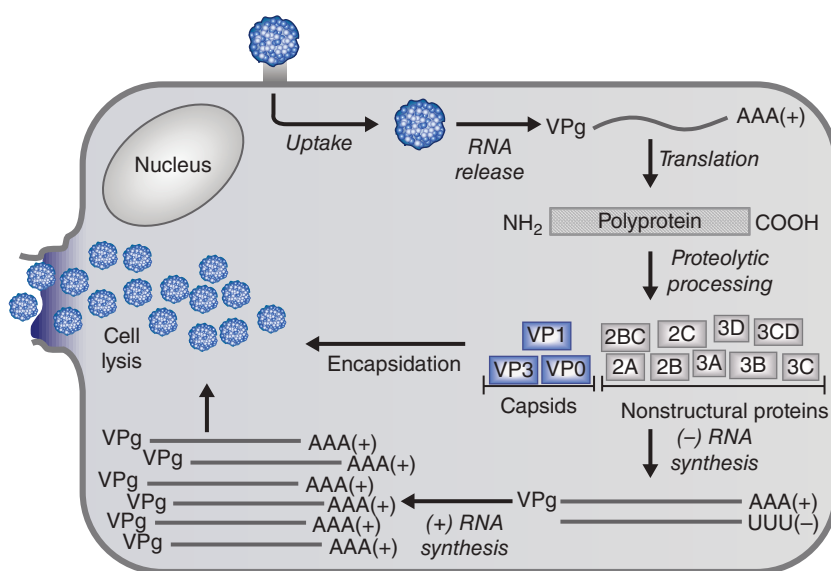 Uptake
RNA
release
VPg
AAA(+)
Nucleus
Translation
NH2
Polyprotein
COOH
Proteolytic
processing
Cell
lysis
Encapsidation
VP1
VP3
VP0
Capsids
2BC
2C
3D
3CD
2A
2B
3A
3B
3C
Nonstructural proteins
(–) RNA
synthesis
VPg
AAA(+)
UUU(–)
(+) RNA
synthesis
VPg
AAA(+)
VPg
AAA(+)
VPg
AAA(+)
VPg
AAA(+)
VPg
AAA(+)
VPg
AAA(+)